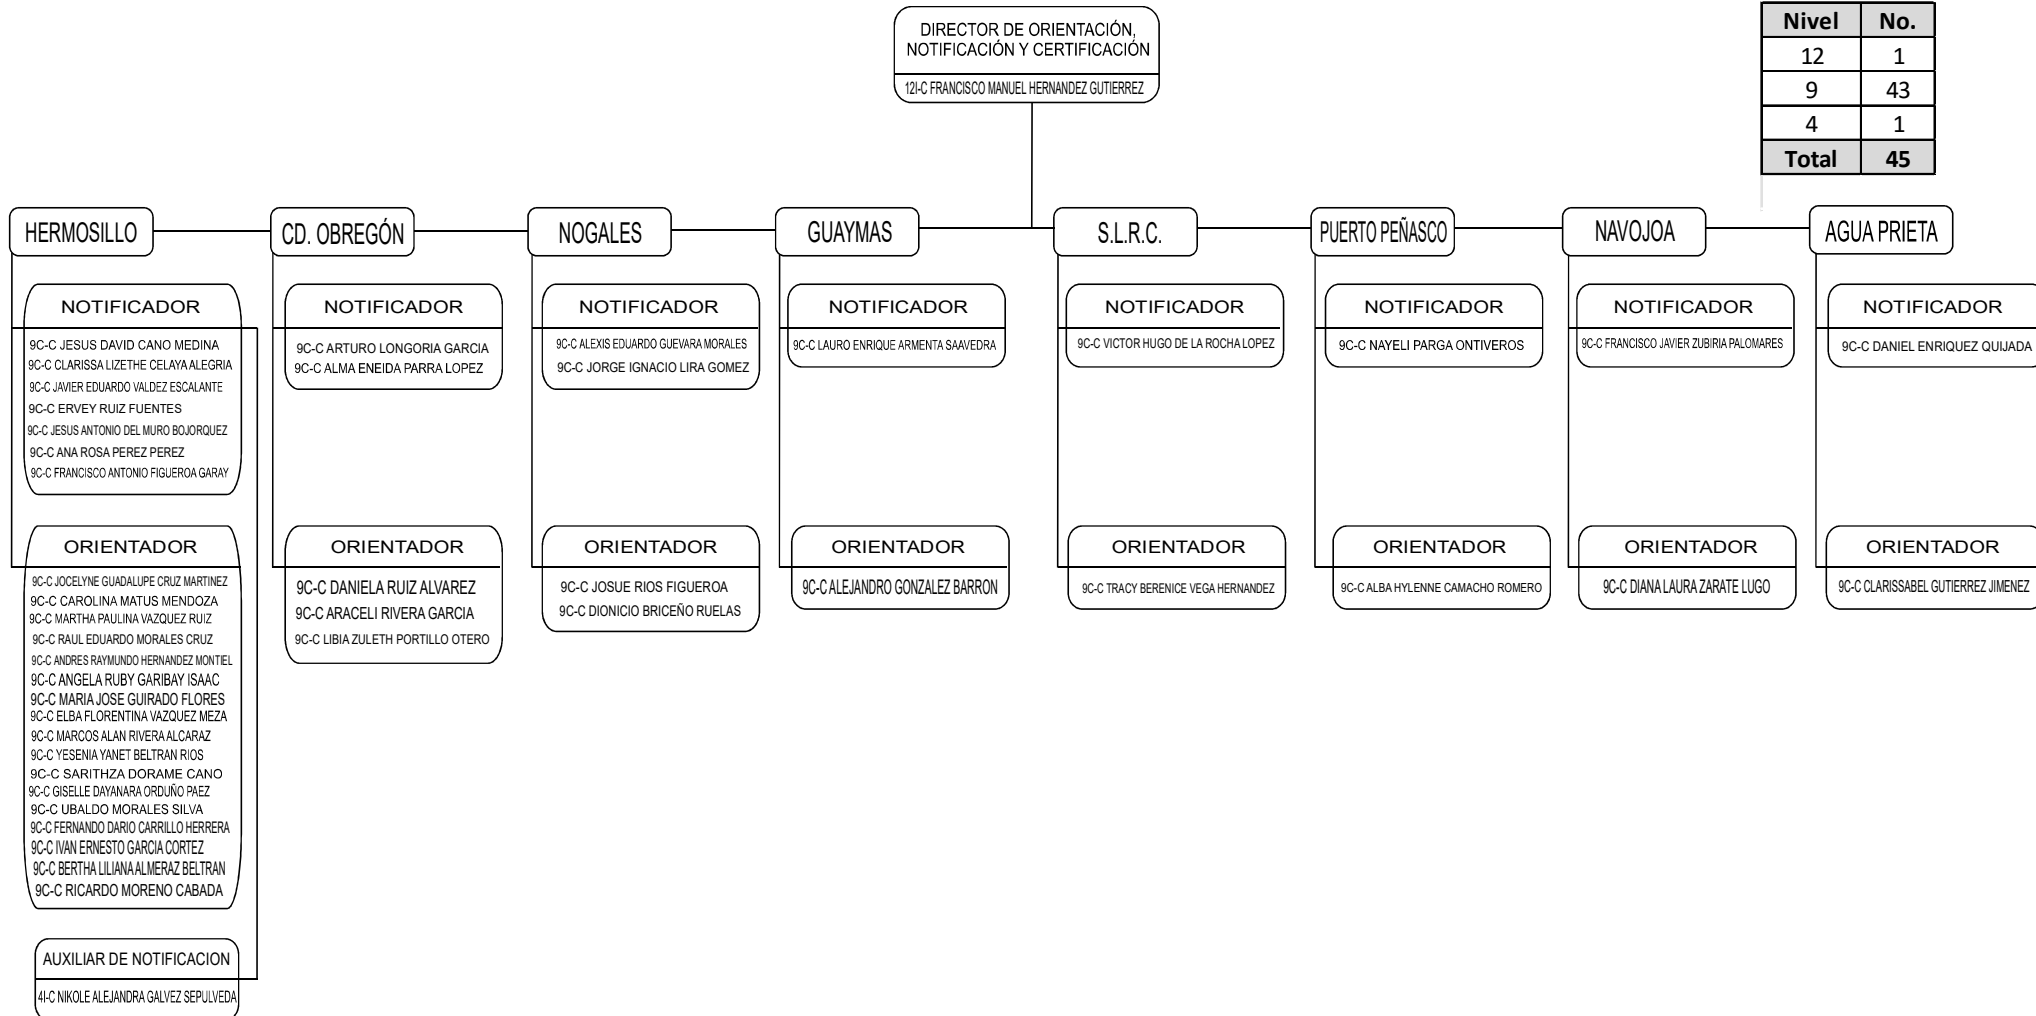 DIRECTOR DE ORIENTACIÓN,
NOTIFICACIÓN Y CERTIFICACIÓN
12I-C FRANCISCO MANUEL HERNANDEZ GUTIERREZ
Nivel No.
12 1
9 43
4 1
Total 45
HERMOSILLO
NOTIFICADOR
9C-C JESUS DAVID CANO MEDINA
9C-C CLARISSA LIZETHE CELAYA ALEGRIA
9C-C JAVIER EDUARDO VALDEZ ESCALANTE
9C-C ERVEY RUIZ FUENTES
9C-C JESUS ANTONIO DEL MURO BOJORQUEZ
9C-C ANA ROSA PEREZ PEREZ
9C-C FRANCISCO ANTONIO FIGUEROA GARAY
ORIENTADOR
9C-C JOCELYNE GUADALUPE CRUZ MARTINEZ
9C-C CAROLINA MATUS MENDOZA
9C-C MARTHA PAULINA VAZQUEZ RUIZ
9C-C RAUL EDUARDO MORALES CRUZ
9C-C ANDRES RAYMUNDO HERNANDEZ MONTIEL
9C-C ANGELA RUBY GARIBAY ISAAC
9C-C MARIA JOSE GUIRADO FLORES
9C-C ELBA FLORENTINA VAZQUEZ MEZA
9C-C MARCOS ALAN RIVERA ALCARAZ
9C-C YESENIA YANET BELTRAN RIOS
9C-C SARITHZA DORAME CANO
9C-C GISELLE DAYANARA ORDUÑO PAEZ
9C-C UBALDO MORALES SILVA
9C-C FERNANDO DARIO CARRILLO HERRERA
9C-C IVAN ERNESTO GARCIA CORTEZ
9C-C BERTHA LILIANA ALMERAZ BELTRAN
9C-C RICARDO MORENO CABADA
AUXILIAR DE NOTIFICACION
4I-C NIKOLE ALEJANDRA GALVEZ SEPULVEDA
CD. OBREGÓN
NOTIFICADOR
9C-C ARTURO LONGORIA GARCIA
9C-C ALMA ENEIDA PARRA LOPEZ
ORIENTADOR
9C-C DANIELA RUIZ ALVAREZ
9C-C ARACELI RIVERA GARCIA
9C-C LIBIA ZULETH PORTILLO OTERO
NOGALES
NOTIFICADOR
9C-C ALEXIS EDUARDO GUEVARA MORALES
9C-C JORGE IGNACIO LIRA GOMEZ
ORIENTADOR
9C-C JOSUE RIOS FIGUEROA
9C-C DIONICIO BRICEÑO RUELAS
GUAYMAS
NOTIFICADOR
9C-C LAURO ENRIQUE ARMENTA SAAVEDRA
ORIENTADOR
9C-C ALEJANDRO GONZALEZ BARRON
S.L.R.C.
NOTIFICADOR
9C-C VICTOR HUGO DE LA ROCHA LOPEZ
ORIENTADOR
9C-C TRACY BERENICE VEGA HERNANDEZ
PUERTO PEÑASCO
NOTIFICADOR
9C-C NAYELI PARGA ONTIVEROS
ORIENTADOR
9C-C ALBA HYLENNE CAMACHO ROMERO
NAVOJOA
NOTIFICADOR
9C-C FRANCISCO JAVIER ZUBIRIA PALOMARES
ORIENTADOR
9C-C DIANA LAURA ZARATE LUGO
AGUA PRIETA
NOTIFICADOR
9C-C DANIEL ENRIQUEZ QUIJADA
ORIENTADOR
9C-C CLARISSABEL GUTIERREZ JIMENEZ